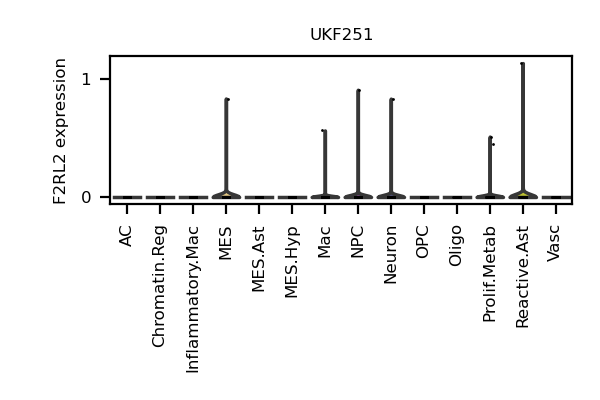 UKF251
F2RL2 expression
1
0
AC
Chromatin.Reg
Inflammatory.Mac
MES
MES.Ast
MES.Hyp
Mac
NPC
Neuron
OPC
Oligo
Prolif.Metab
Reactive.Ast
Vasc